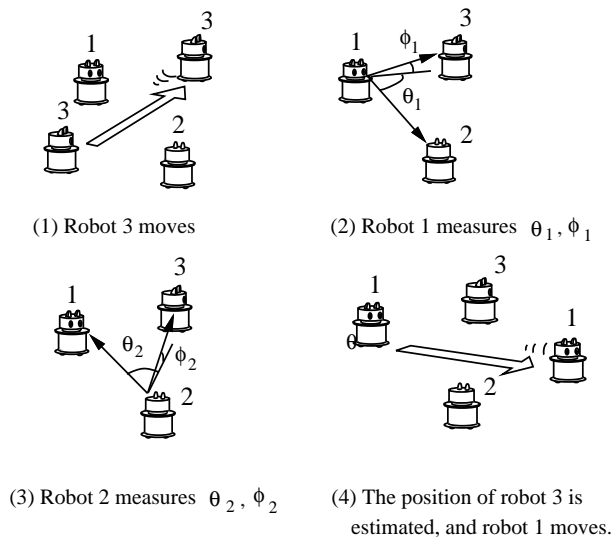 3
1
3
2
(1) Robot 3 moves
1
ϕ1
3
θ1
2
(2) Robot 1 measures θ1, ϕ1
1
3
θ2
ϕ2
2
(3) Robot 2 measures θ2, ϕ2
1
3
1
θ
2
(4) The position of robot 3 is
estimated, and robot 1 moves.